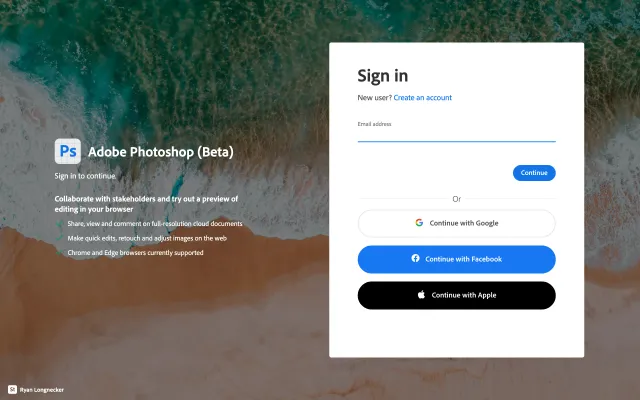 Ps Adobe Photoshop (Beta)
Sign in to continue
Collaborate with stakeholders and try out a preview of
editing in your browser
Share, view and comment on full-resolution cloud documents
Make quick edits, retouch and adjust images on the web
Chrome and Edge browsers currently supported
St Ryan Longnecker
Sign in
New user? Create an account
Email address
Continue
Or
Continue with Google
Continue with Facebook
Continue with Apple